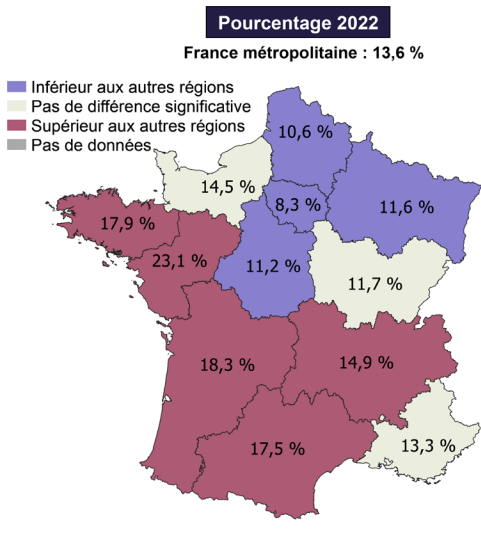 Pourcentage 2022
France métropolitaine : 13,6 %
Inférieur aux autres régions
Pas de différence significative
Supérieur aux autres régions
Pas de données
10,6 %
14,5 %
8,3 %
11,6 %
17,9 %
23,1 %
11,2 %
11,7 %
18,3 %
14,9 %
17,5 %
13,3 %